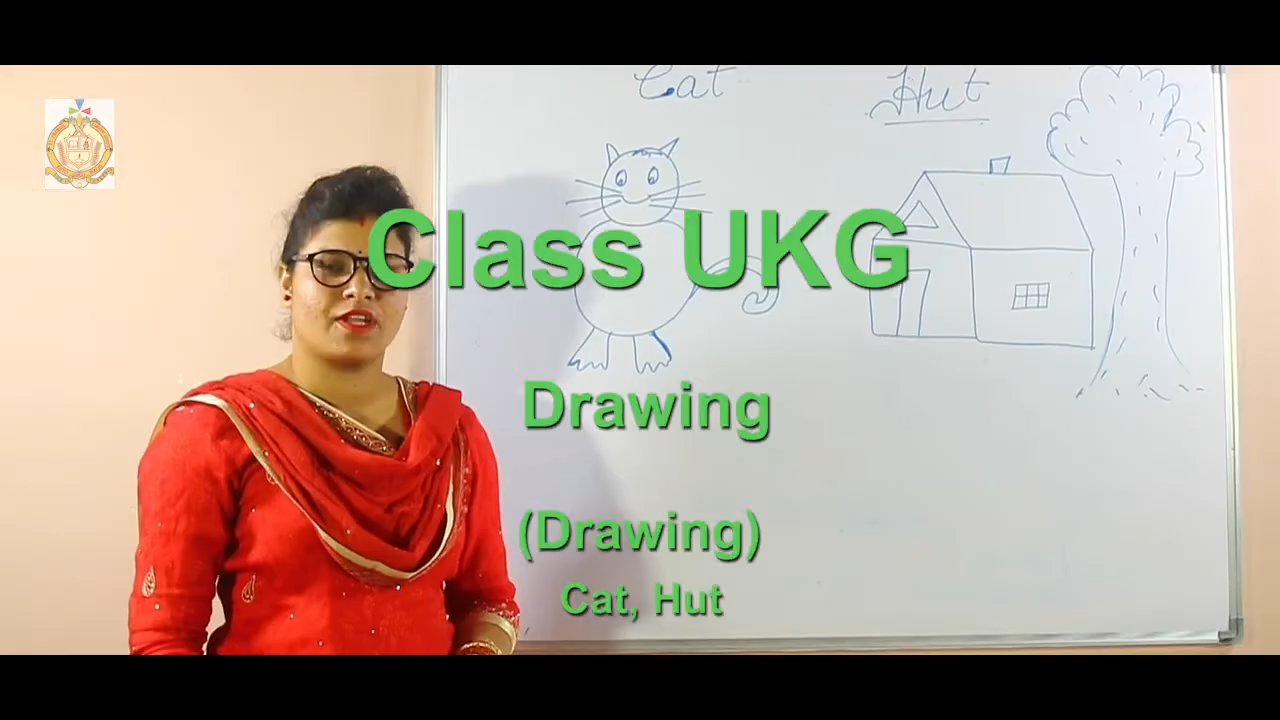 Cat
Hut
Class UKG
Drawing
(Drawing)
Cat, Hut